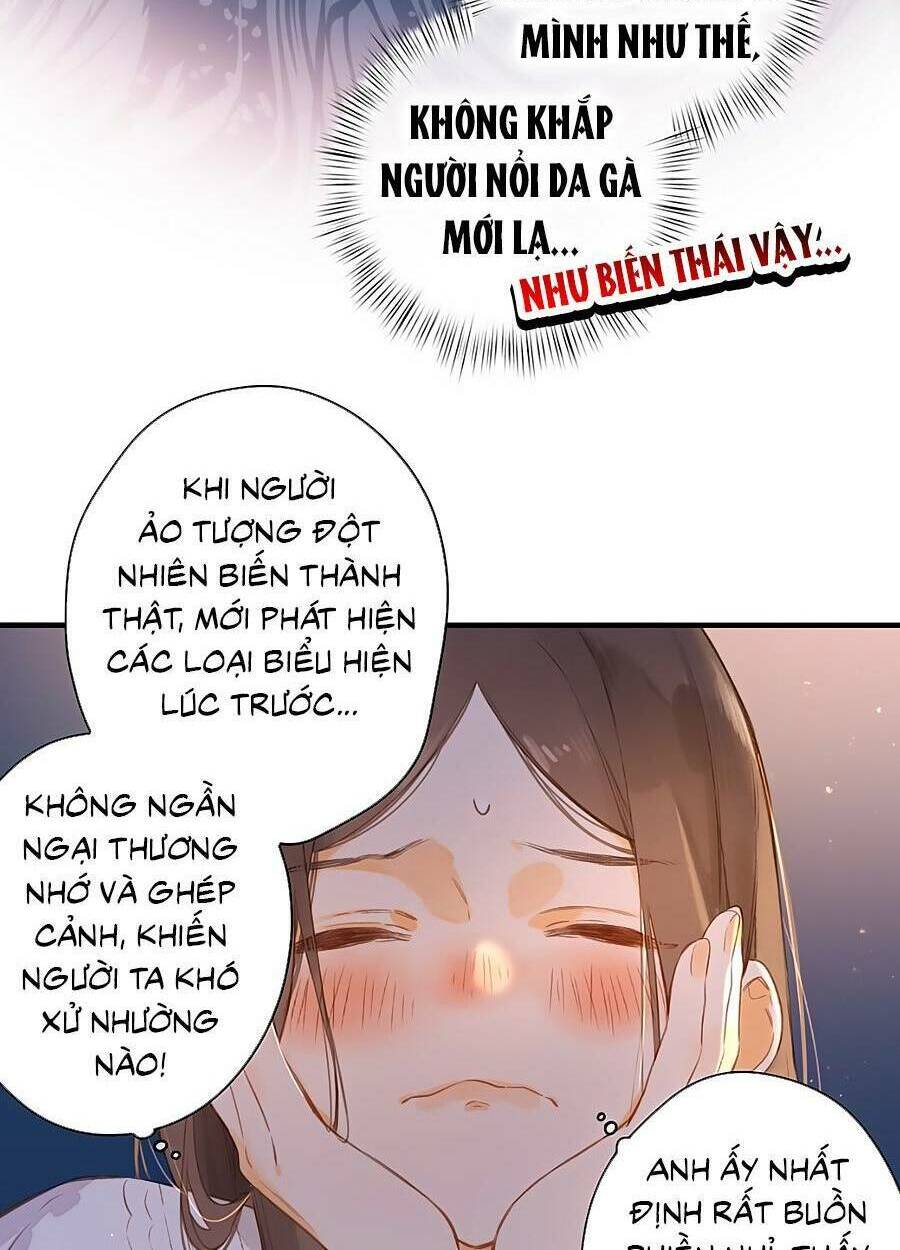 MÌNH NHƯ THẾ,
KHÔNG KHẮP
NGƯỜI NỔI DA GÀ
MỚI LẠ...
NHƯ BIẾN THÁI VẬY...
KHI NGƯỜI
ẢO TƯỢNG ĐỘT
NHIÊN BIẾN THÀNH
THẬT, MỚI PHÁT HIỆN
CÁC LOẠI BIỂU HIỆN
LÚC TRƯỚC...
KHÔNG NGẦN
NGẠI THƯƠNG
NHỚ VÀ GHÉP
CẢNH, KHIẾN
NGƯỜI TA KHÓ
XỬ NHƯỜNG
NÀO!
ANH ẤY NHẤT
ĐỊNH RẤT BUỒN